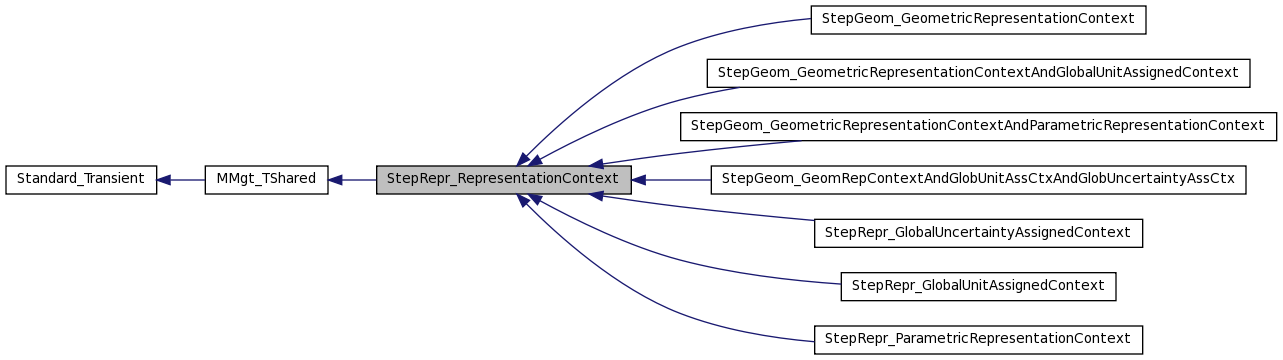 StepGeom_GeometricRepresentationContext
StepGeom_GeometricRepresentationContextAndGlobalUnitAssignedContext
StepGeom_GeometricRepresentationContextAndParametricRepresentationContext
Standard_Transient
MMgt_TShared
StepRepr_RepresentationContext
StepGeom_GeomRepContextAndGlobUnitAssCtxAndGlobUncertaintyAssCtx
StepRepr_GlobalUncertaintyAssignedContext
StepRepr_GlobalUnitAssignedContext
StepRepr_ParametricRepresentationContext